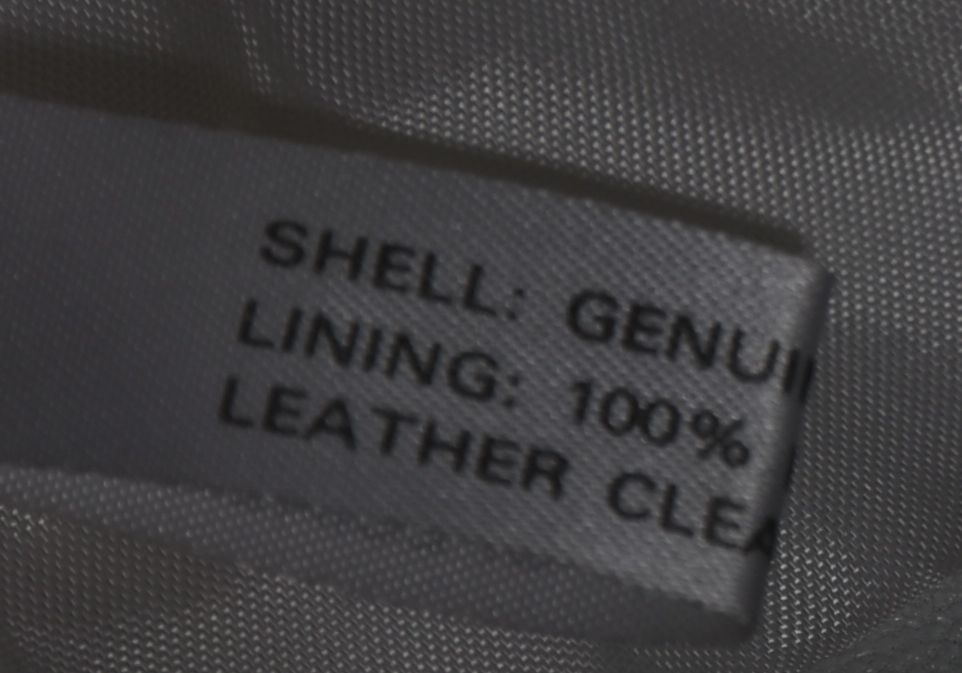 SHELL: GENUI
LINING: 100%
LEATHER CLEA